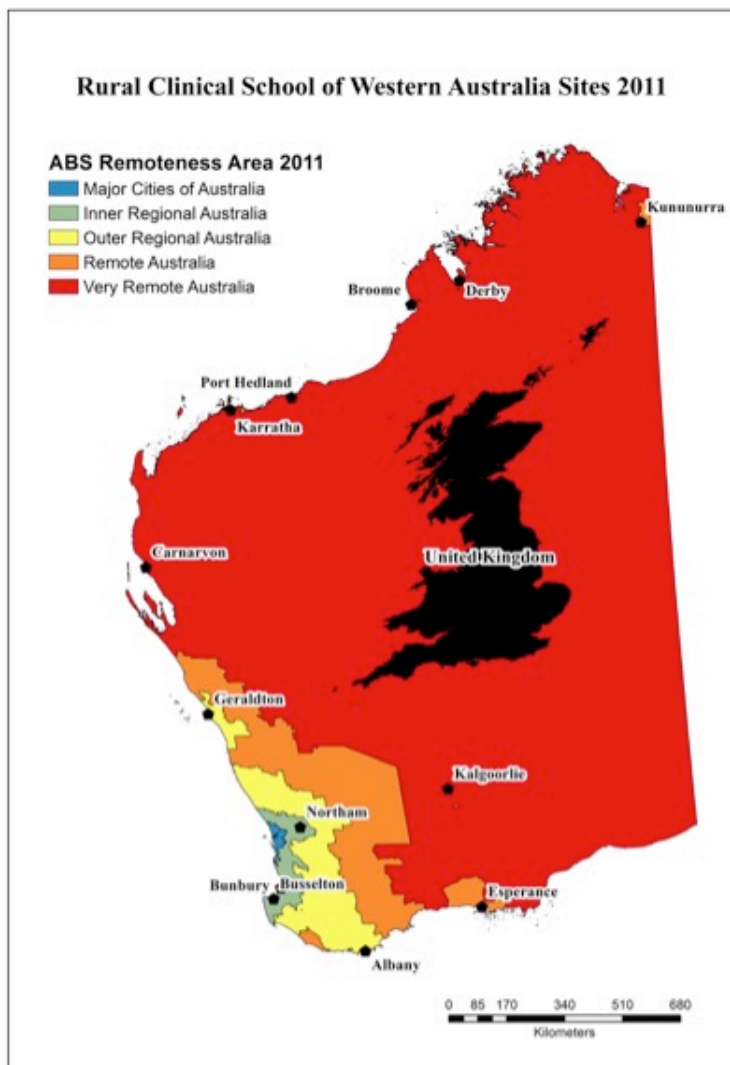 Rural Clinical School of Western Australia Sites 2011
ABS Remoteness Area 2011
Major Cities of Australia
Inner Regional Australia
Outer Regional Australia
Remote Australia
Very Remote Australia
Kununurra
Broome
Derby
Port Hedland
Karratha
United Kingdom
Carnarvon
Geraldton
Kalgoorlie
Northam
Bunbury
Busselton
Esperance
Albany
0 85 170 340 510 680
Kilometers